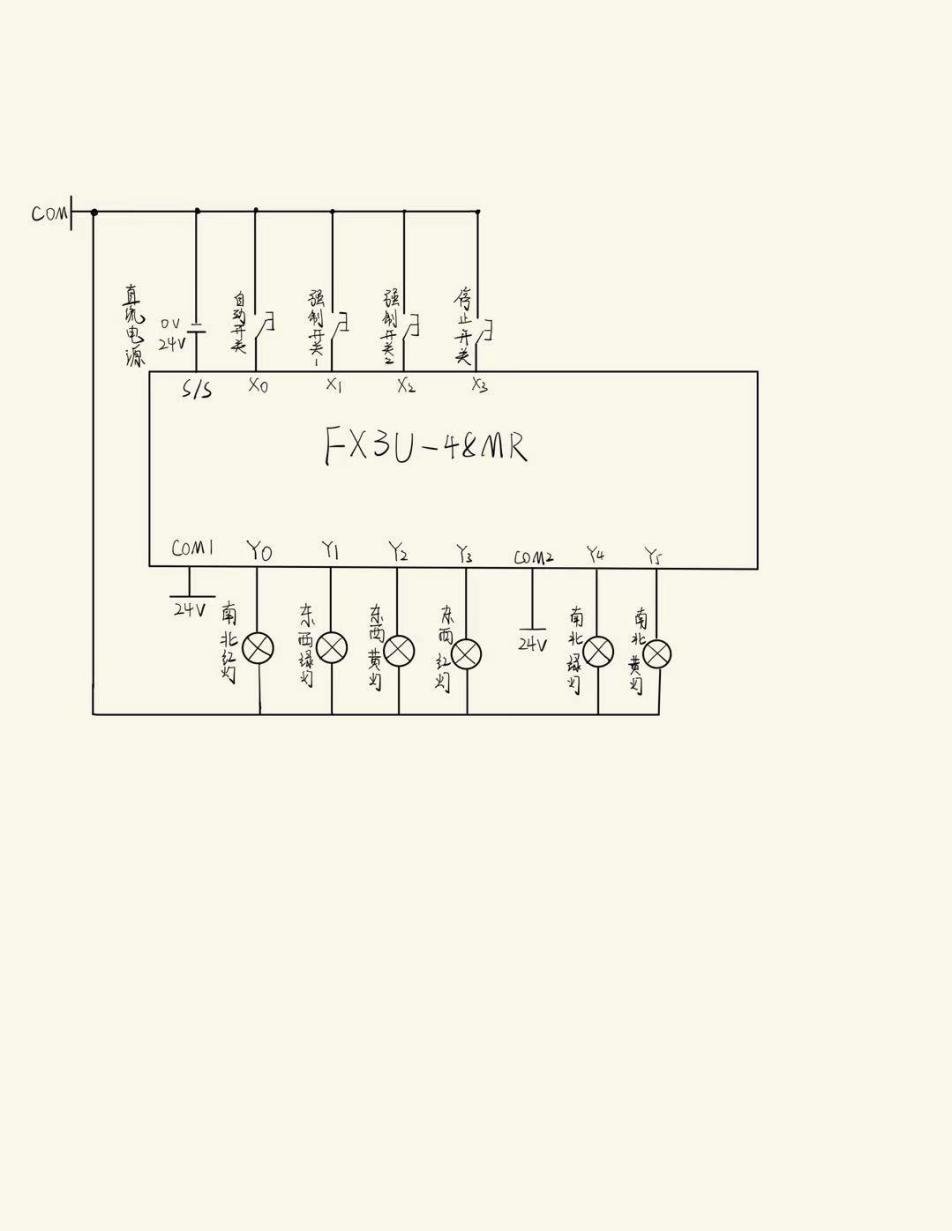 COM
直流电源
0V
24V
自动开关
强制开关1
强制开关2
停止开关
S/S
X0
X1
X2
X3
FX3U-48MR
COM1
Y0
Y1
Y2
Y3
COM2
Y4
Y5
24V
南北红灯
东西绿灯
东西黄灯
东西红灯
24V
南北绿灯
南北黄灯